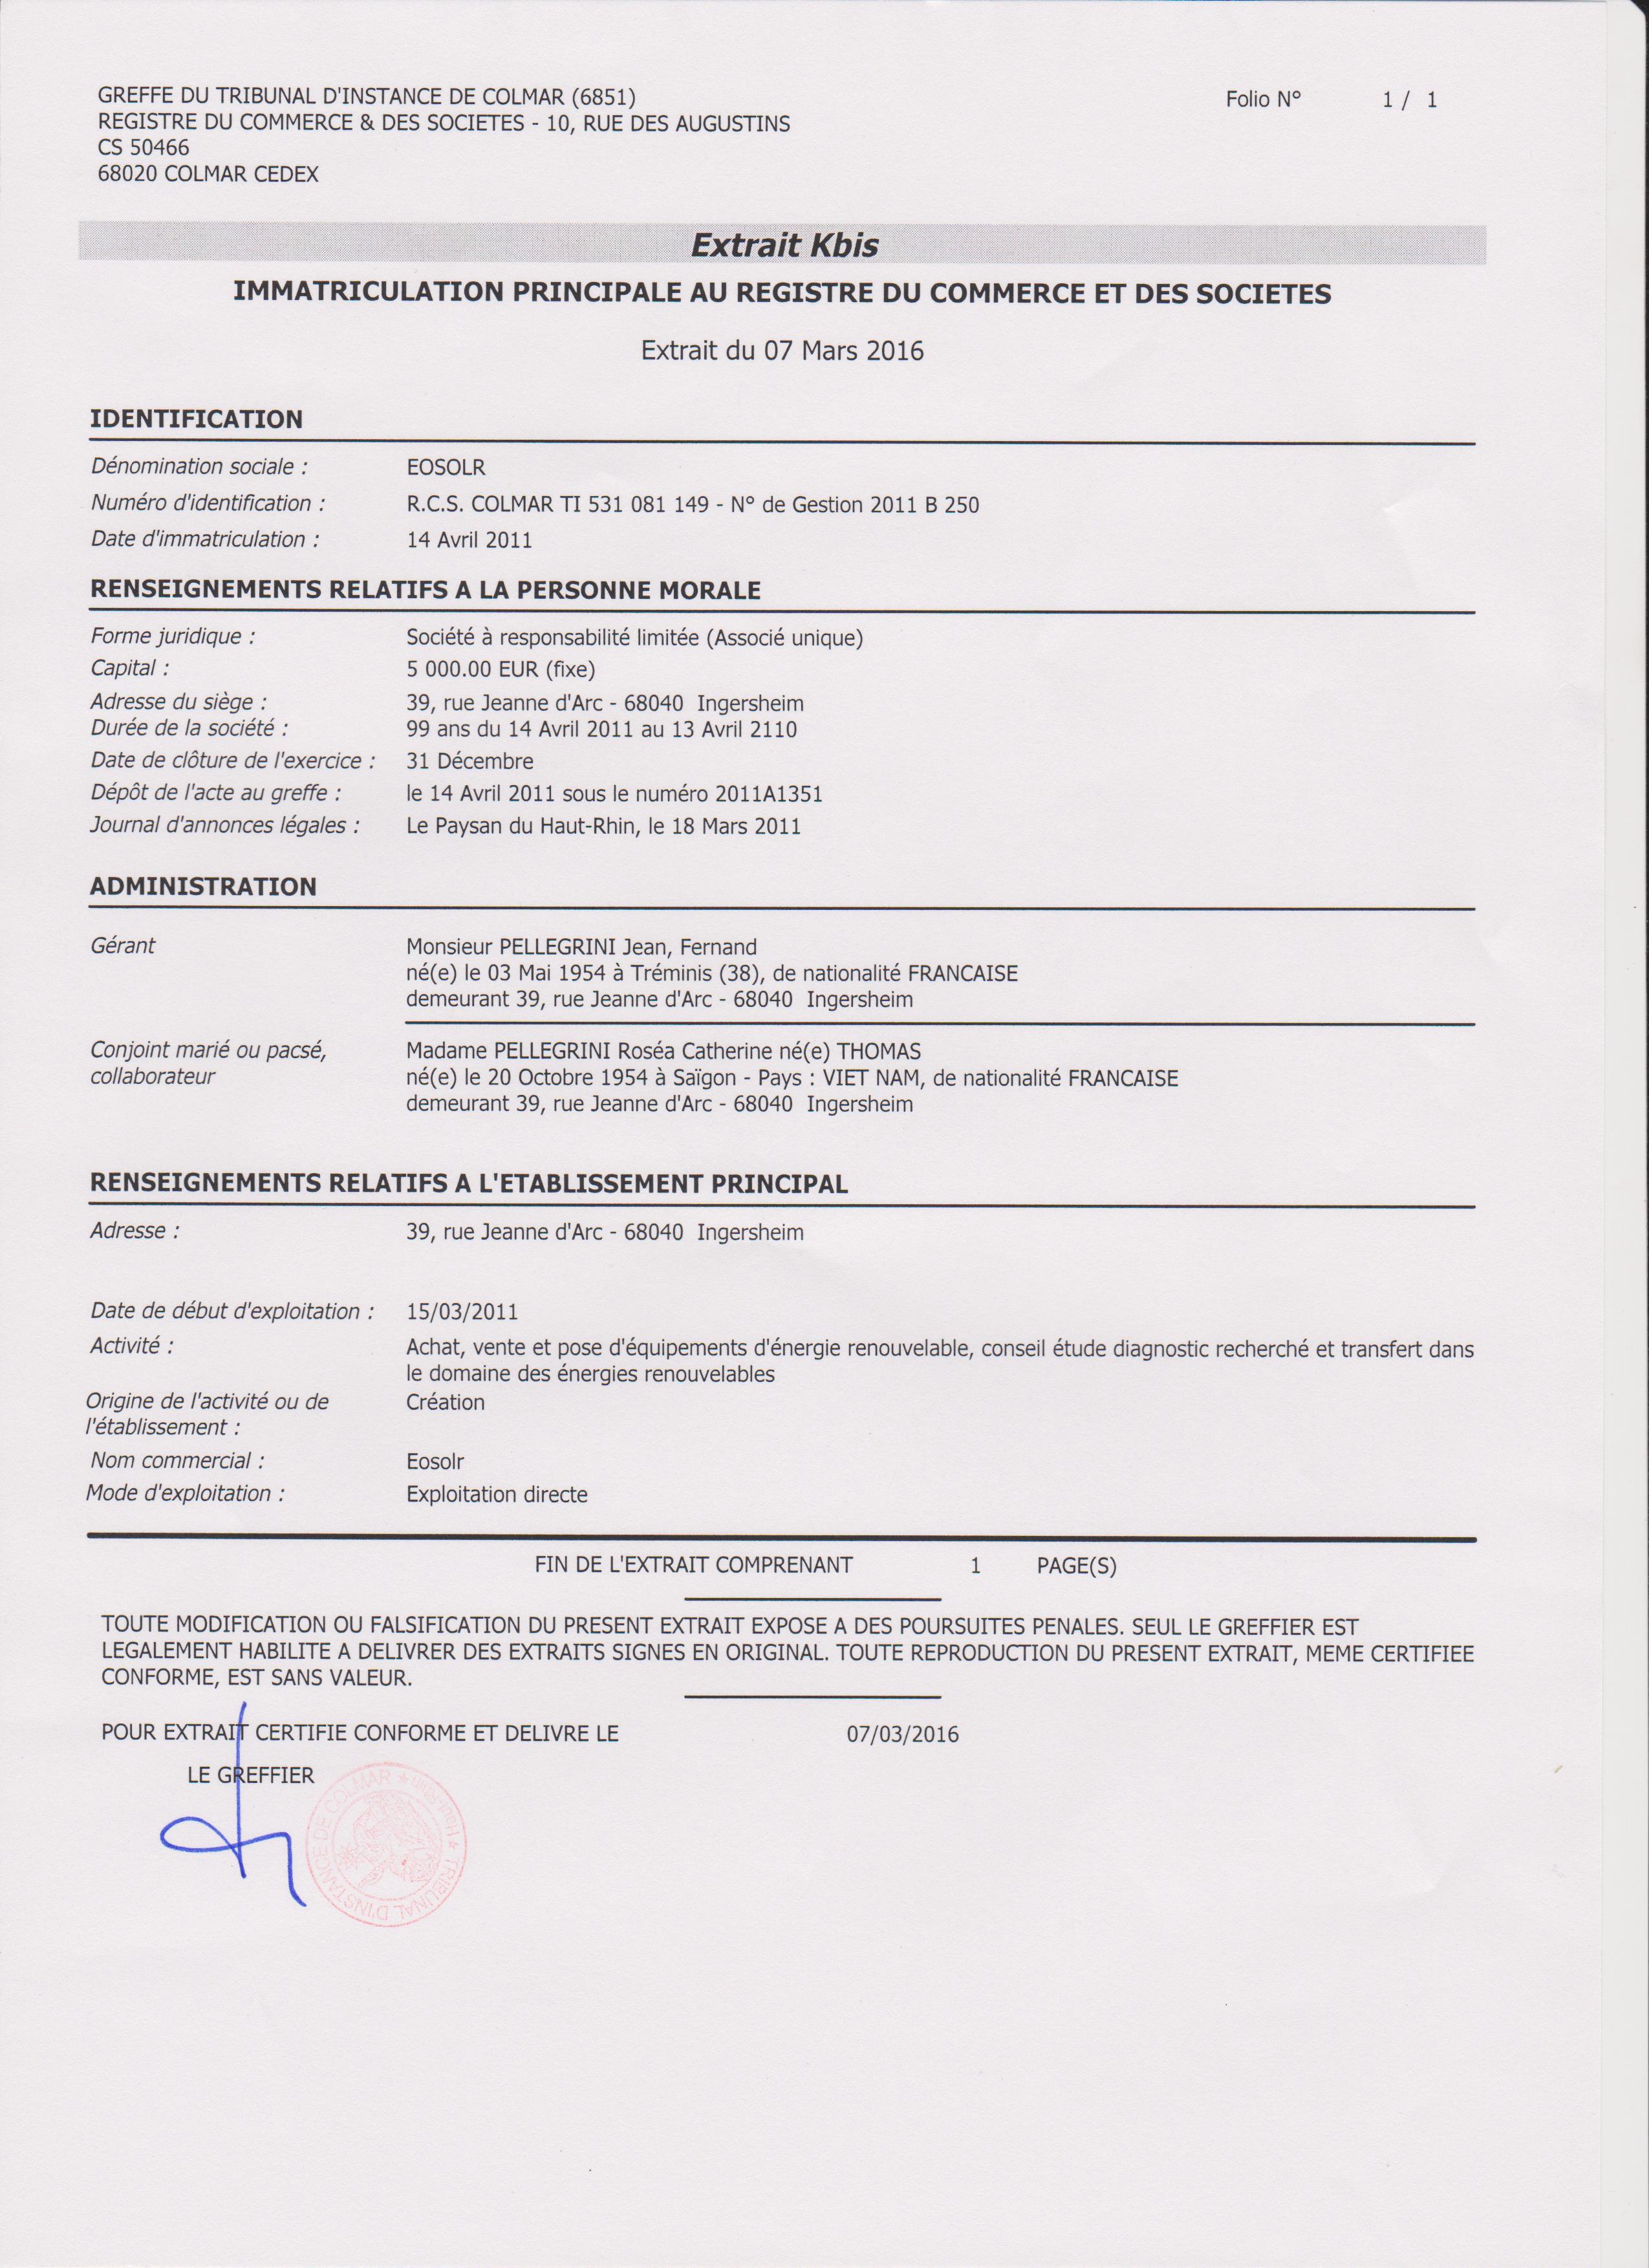 GREFFE DU TRIBUNAL D'INSTANCE DE COLMAR (6851)
Folio N° 1 / 1
REGISTRE DU COMMERCE & DES SOCIETES - 10, RUE DES AUGUSTINS
CS 50466
68020 COLMAR CEDEX
Extrait Kbis
IMMATRICULATION PRINCIPALE AU REGISTRE DU COMMERCE ET DES SOCIETES
Extrait du 07 Mars 2016
IDENTIFICATION
Dénomination sociale : EOSOLR
Numéro d'identification : R.C.S. COLMAR TI 531 081 149 - N° de Gestion 2011 B 250
Date d'immatriculation : 14 Avril 2011
RENSEIGNEMENTS RELATIFS A LA PERSONNE MORALE
Forme juridique : Société à responsabilité limitée (Associé unique)
Capital : 5 000.00 EUR (fixe)
Adresse du siège : 39, rue Jeanne d'Arc - 68040 Ingersheim
Durée de la société : 99 ans du 14 Avril 2011 au 13 Avril 2110
Date de clôture de l'exercice : 31 Décembre
Dépôt de l'acte au greffe : le 14 Avril 2011 sous le numéro 2011A1351
Journal d'annonces légales : Le Paysan du Haut-Rhin, le 18 Mars 2011
ADMINISTRATION
Gérant Monsieur PELLEGRINI Jean, Fernand
né(e) le 03 Mai 1954 à Tréminis (38), de nationalité FRANCAISE
demeurant 39, rue Jeanne d'Arc - 68040 Ingersheim
Conjoint marié ou pacsé, Madame PELLEGRINI Roséa Catherine né(e) THOMAS
collaborateur né(e) le 20 Octobre 1954 à Saïgon - Pays : VIET NAM, de nationalité FRANCAISE
demeurant 39, rue Jeanne d'Arc - 68040 Ingersheim
RENSEIGNEMENTS RELATIFS A L'ETABLISSEMENT PRINCIPAL
Adresse : 39, rue Jeanne d'Arc - 68040 Ingersheim
Date de début d'exploitation : 15/03/2011
Activité : Achat, vente et pose d'équipements d'énergie renouvelable, conseil étude diagnostic recherché et transfert dans
le domaine des énergies renouvelables
Origine de l'activité ou de Création
l'établissement :
Nom commercial : Eosolr
Mode d'exploitation : Exploitation directe
FIN DE L'EXTRAIT COMPRENANT 1 PAGE(S)
TOUTE MODIFICATION OU FALSIFICATION DU PRESENT EXTRAIT EXPOSE A DES POURSUITES PENALES. SEUL LE GREFFIER EST
LEGALEMENT HABILITE A DELIVRER DES EXTRAITS SIGNES EN ORIGINAL. TOUTE REPRODUCTION DU PRESENT EXTRAIT, MEME CERTIFIEE
CONFORME, EST SANS VALEUR.
POUR EXTRAIT CERTIFIE CONFORME ET DELIVRE LE 07/03/2016
LE GREFFIER
★ TRIBUNAL D'INSTANCE DE COLMAR ★ Haut-Rhin